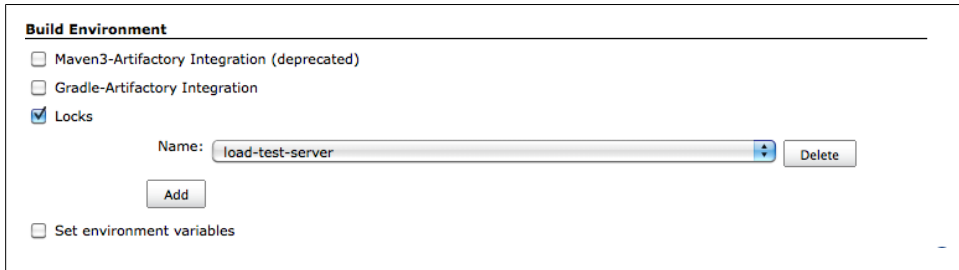 Build Environment
Maven3-Artifactory Integration (deprecated)
Gradle-Artifactory Integration
Locks
Name: load-test-server Delete
Add
Set environment variables